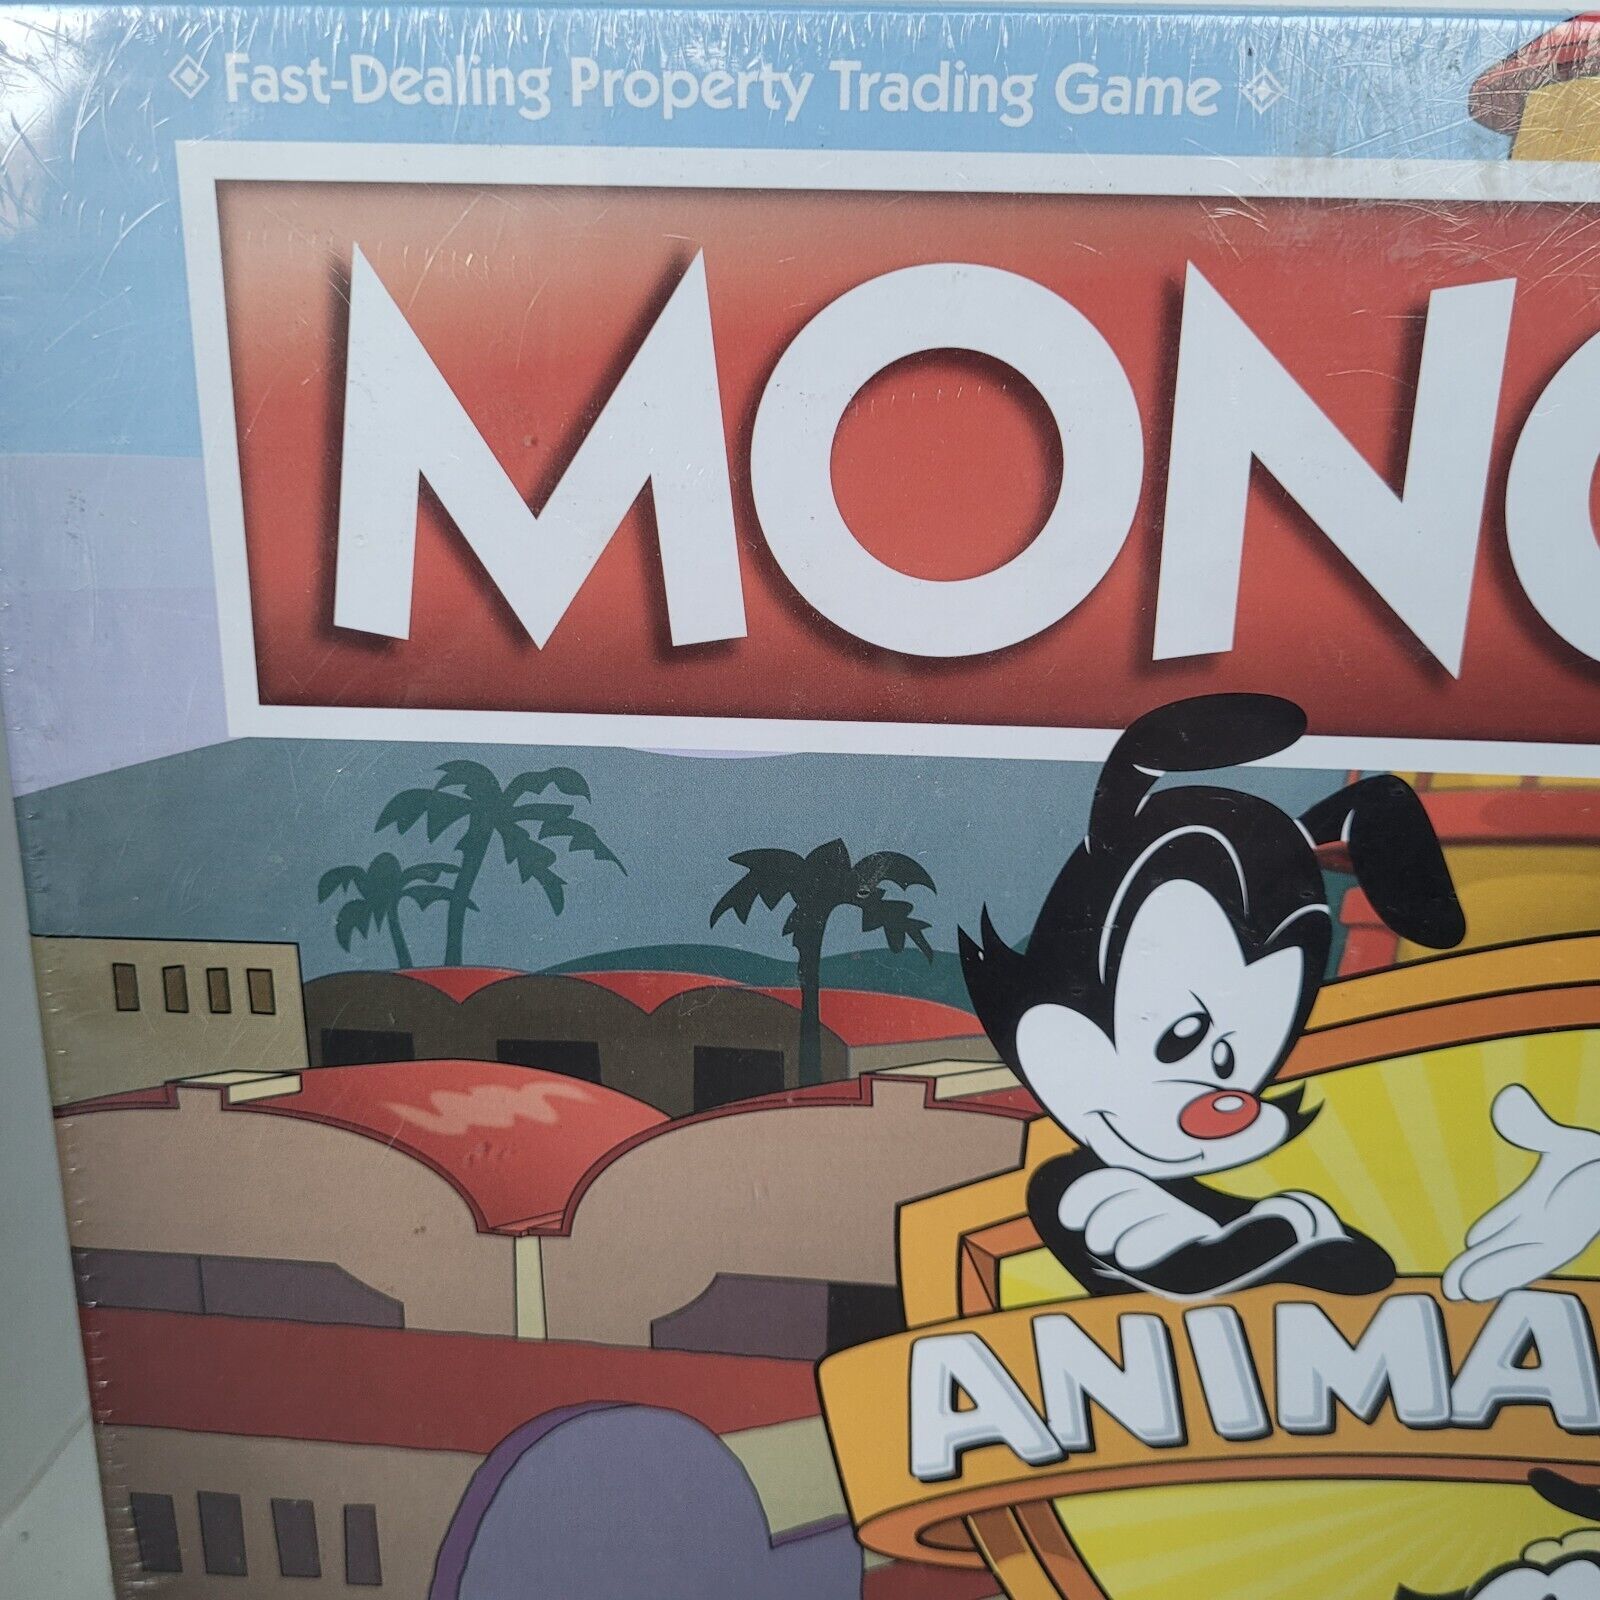 Fast-Dealing Property Trading Game
MONO
ANIMA